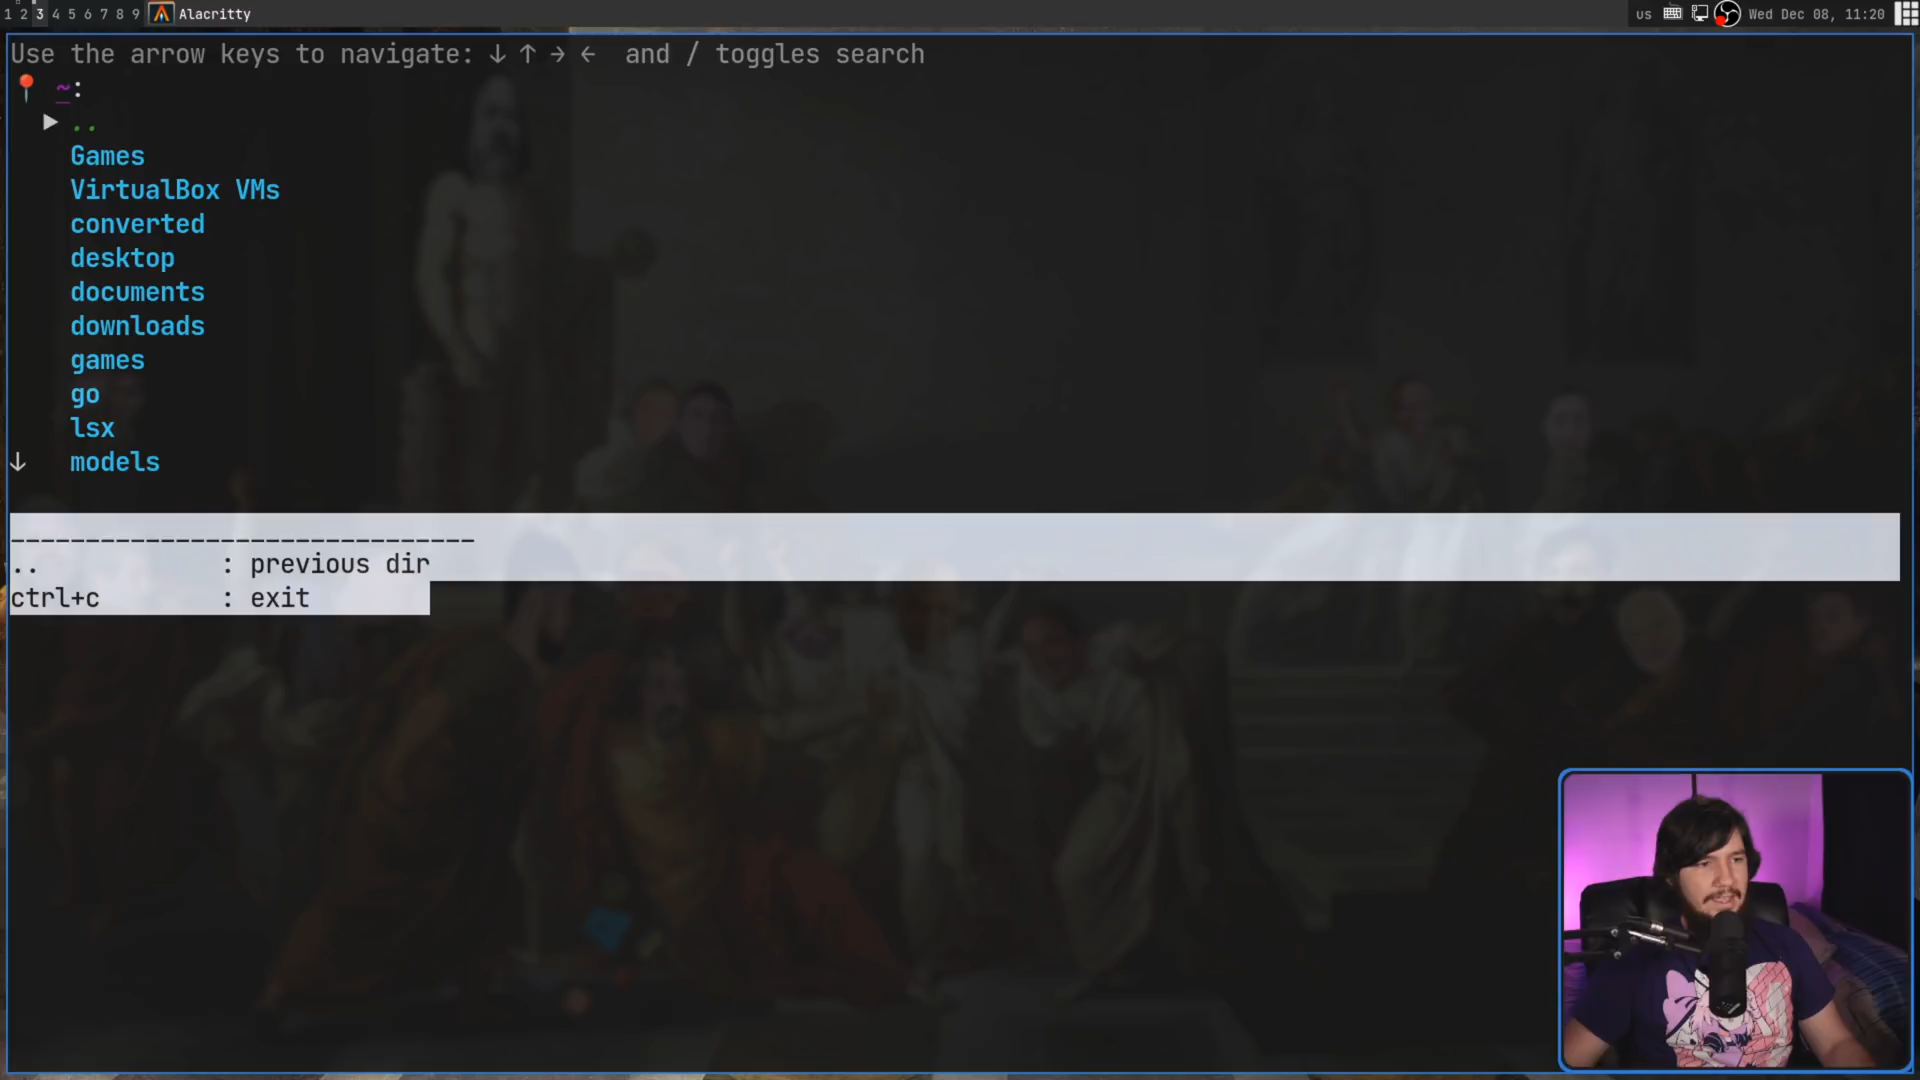 1 2 3 4 5 6 7 8 9 Alacritty us Wed Dec 08, 11:20
Use the arrow keys to navigate: ↓ ↑ → ← and / toggles search
~:
▶ ..
Games
VirtualBox VMs
converted
desktop
documents
downloads
games
go
lsx
↓ models
_______________________________
.. : previous dir
ctrl+c : exit